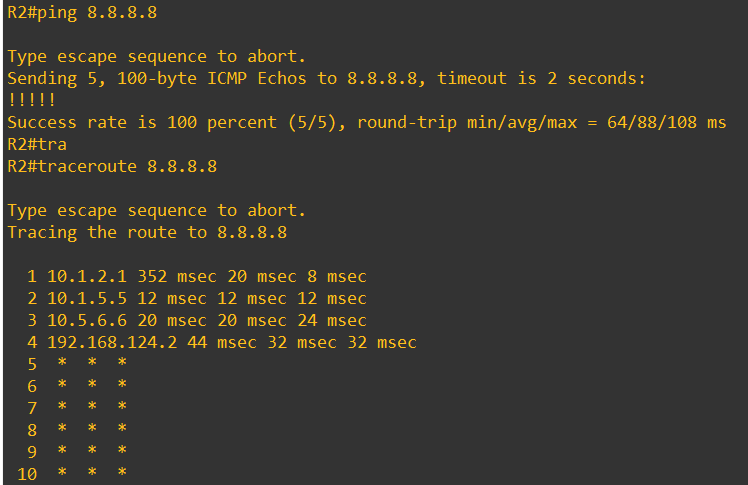 R2#ping 8.8.8.8
Type escape sequence to abort.
Sending 5, 100-byte ICMP Echos to 8.8.8.8, timeout is 2 seconds:
!!!!!
Success rate is 100 percent (5/5), round-trip min/avg/max = 64/88/108 ms
R2#tra
R2#traceroute 8.8.8.8
Type escape sequence to abort.
Tracing the route to 8.8.8.8
1 10.1.2.1 352 msec 20 msec 8 msec
2 10.1.5.5 12 msec 12 msec 12 msec
3 10.5.6.6 20 msec 20 msec 24 msec
4 192.168.124.2 44 msec 32 msec 32 msec
5 * * *
6 * * *
7 * * *
8 * * *
9 * * *
10 * * *